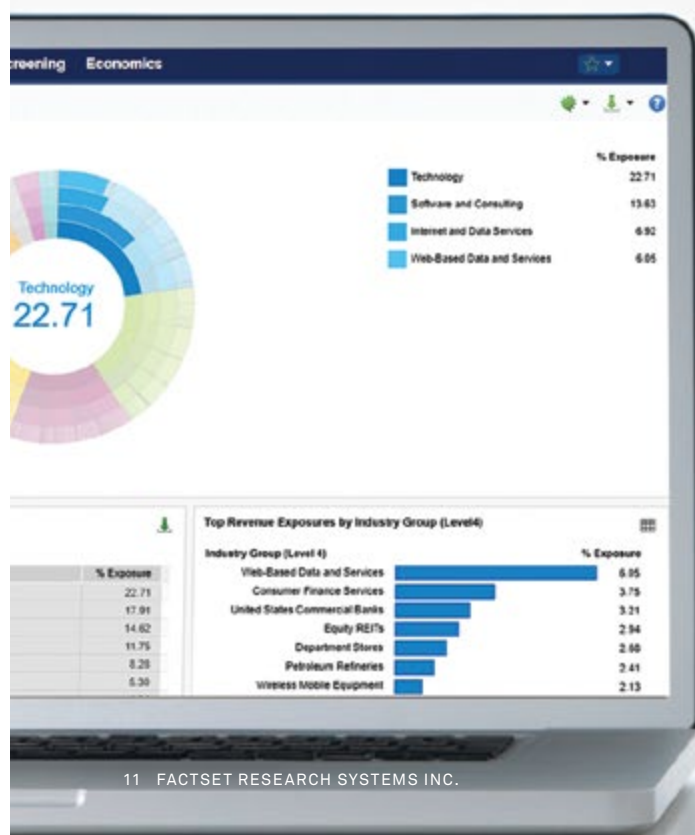 creening Economics
% Exposure
Technology 22.71
Software and Consulting 13.63
Internet and Data Services 6.92
Web-Based Data and Services 6.05
Technology
22.71
% Exposure
22.71
17.91
14.62
11.75
8.28
5.30
Top Revenue Exposures by Industry Group (Level4)
Industry Group (Level 4) % Exposure
Web-Based Data and Services 6.05
Consumer Finance Services 3.75
United States Commercial Banks 3.21
Equity REITs 2.94
Department Stores 2.60
Petroleum Refineries 2.41
Wireless Mobile Equipment 2.13
11 FACTSET RESEARCH SYSTEMS INC.